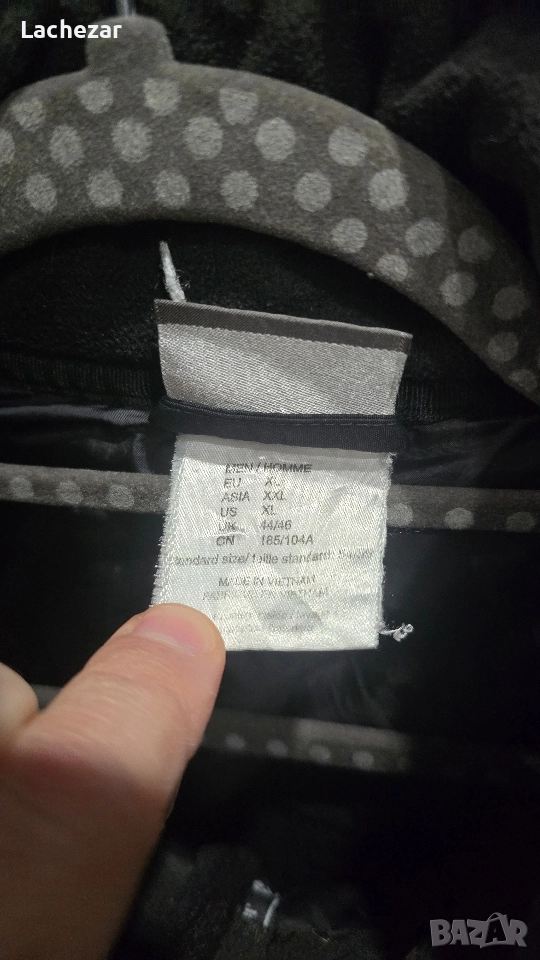 Lachezar
MEN / HOMME
EU XL
ASIA XXL
US XL
UK 44/46
CN 185/104A
standard size/ taille standard
MADE IN VIETNAM
BAZAR